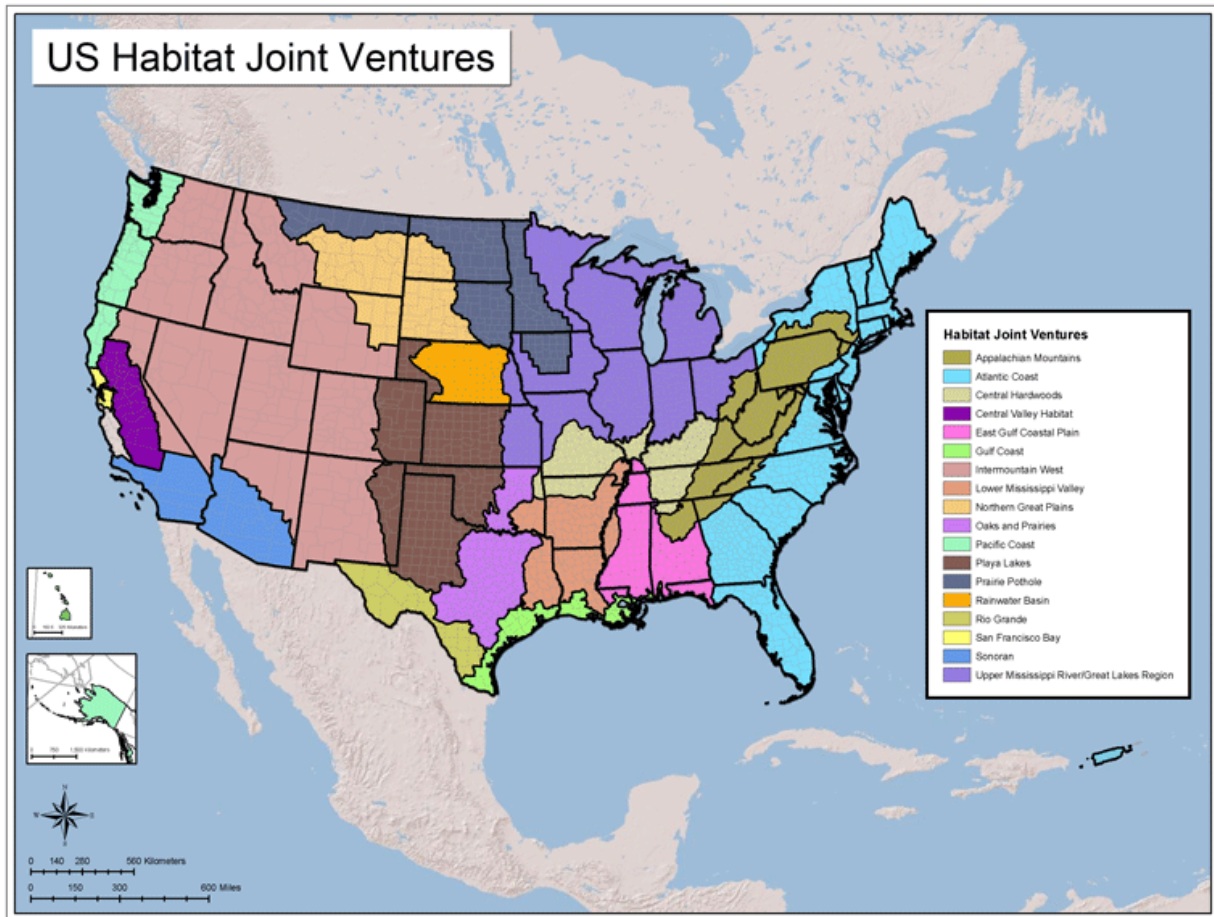 US Habitat Joint Ventures
Habitat Joint Ventures
Appalachian Mountains
Atlantic Coast
Central Hardwoods
Central Valley Habitat
East Gulf Coastal Plain
Gulf Coast
Intermountain West
Lower Mississippi Valley
Northern Great Plains
Oaks and Prairies
Pacific Coast
Playa Lakes
Prairie Pothole
Rainwater Basin
Rio Grande
San Francisco Bay
Sonoran
Upper Mississippi River/Great Lakes Region
N
W
S
0 140 280 560 Kilometers
0 150 300 600 Miles